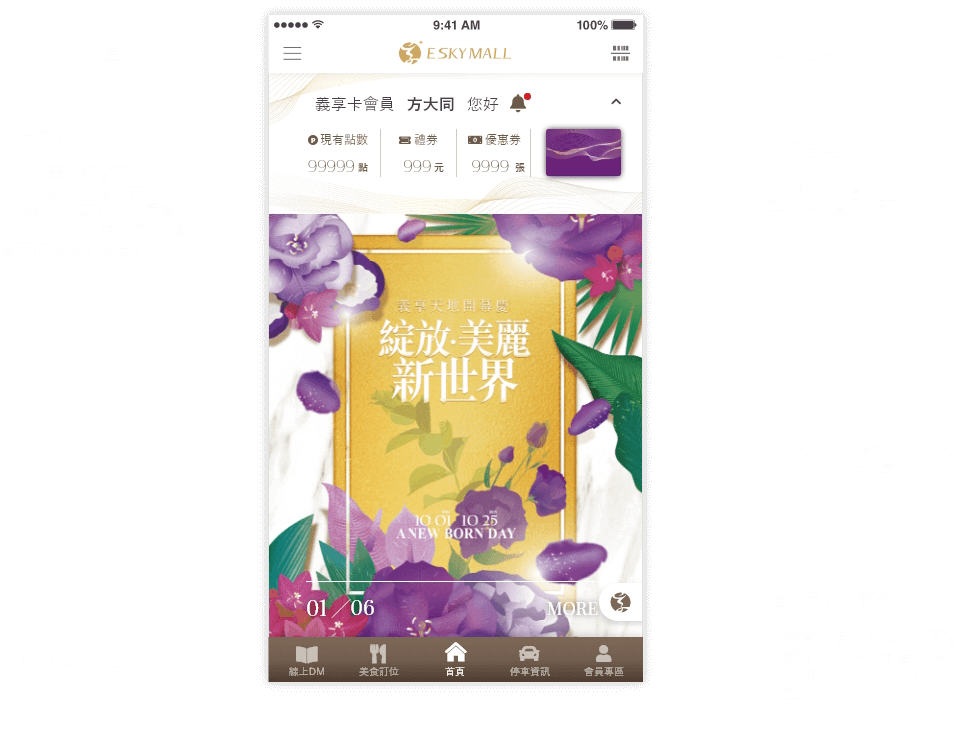 9:41 AM 100%
E SKY MALL
義享卡會員 方大同 您好
現有點數 禮券 優惠券
99999 點 999 元 9999 張
義享天地開幕慶
綻放·美麗
新世界
10 01 10 25
A NEW BORN DAY
01 / 06 MORE
線上DM 美食訂位 首頁 停車資訊 會員專區